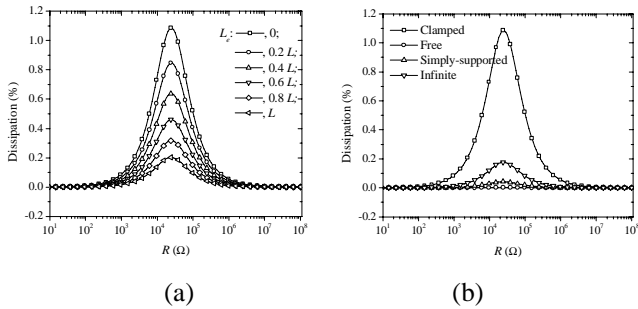 1.2
1.0
0.8
0.6
0.4
0.2
0.0
-0.2
Dissipation (%)
L_e: —□—, 0;
—○—, 0.2 L;
—△—, 0.4 L;
—▽—, 0.6 L;
—◇—, 0.8 L;
—◁—, L
10^1 10^2 10^3 10^4 10^5 10^6 10^7 10^8
R (Ω)
(a)
1.2
1.0
0.8
0.6
0.4
0.2
0.0
-0.2
Dissipation (%)
—□— Clamped
—○— Free
—△— Simply-supported
—▽— Infinite
10^1 10^2 10^3 10^4 10^5 10^6 10^7 10^8
R (Ω)
(b)